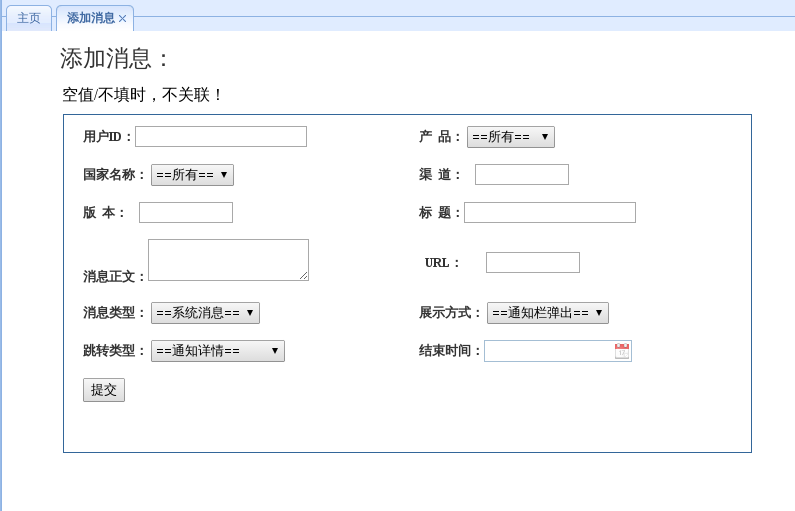 主页 添加消息
添加消息：
空值/不填时，不关联！
用户ID： 产 品： ==所有==
国家名称： ==所有== 渠 道：
版 本： 标 题：
消息正文： URL：
消息类型： ==系统消息== 展示方式： ==通知栏弹出==
跳转类型： ==通知详情== 结束时间：
提交